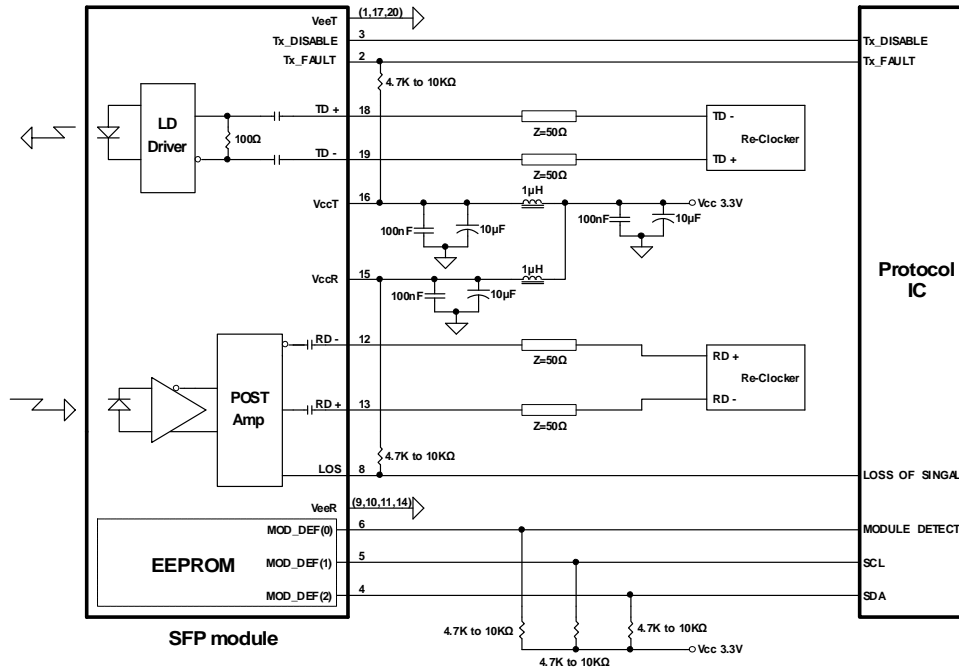 VeeT (1,17,20)
Tx_DISABLE 3 Tx_DISABLE
Tx_FAULT 2 Tx_FAULT
4.7K to 10KΩ
LD
Driver
100Ω
TD + 18 Z=50Ω TD -
Re-Clocker
TD - 19 Z=50Ω TD +
VccT 16 1μH Vcc 3.3V
100nF 10μF 100nF 10μF
VccR 15 1μH
100nF 10μF
Protocol
IC
RD - 12 Z=50Ω RD +
Re-Clocker
POST
Amp
RD + 13 Z=50Ω RD -
4.7K to 10KΩ
LOS 8 LOSS OF SINGAL
VeeR (9,10,11,14)
MOD_DEF(0) 6 MODULE DETECT
EEPROM MOD_DEF(1) 5 SCL
MOD_DEF(2) 4 SDA
4.7K to 10KΩ 4.7K to 10KΩ
SFP module
Vcc 3.3V
4.7K to 10KΩ